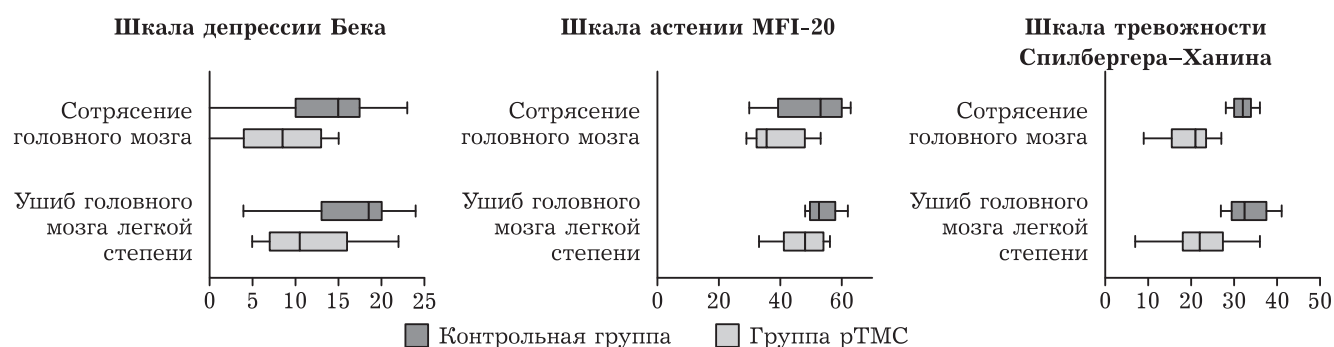 Шкала депрессии Бека
Сотрясение
головного мозга
Ушиб головного
мозга легкой
степени
0 5 10 15 20 25
Шкала астении MFI-20
Сотрясение
головного мозга
Ушиб головного
мозга легкой
степени
0 20 40 60
Шкала тревожности
Спилбергера–Ханина
Сотрясение
головного мозга
Ушиб головного
мозга легкой
степени
0 10 20 30 40 50
Контрольная группа
Группа рТМС